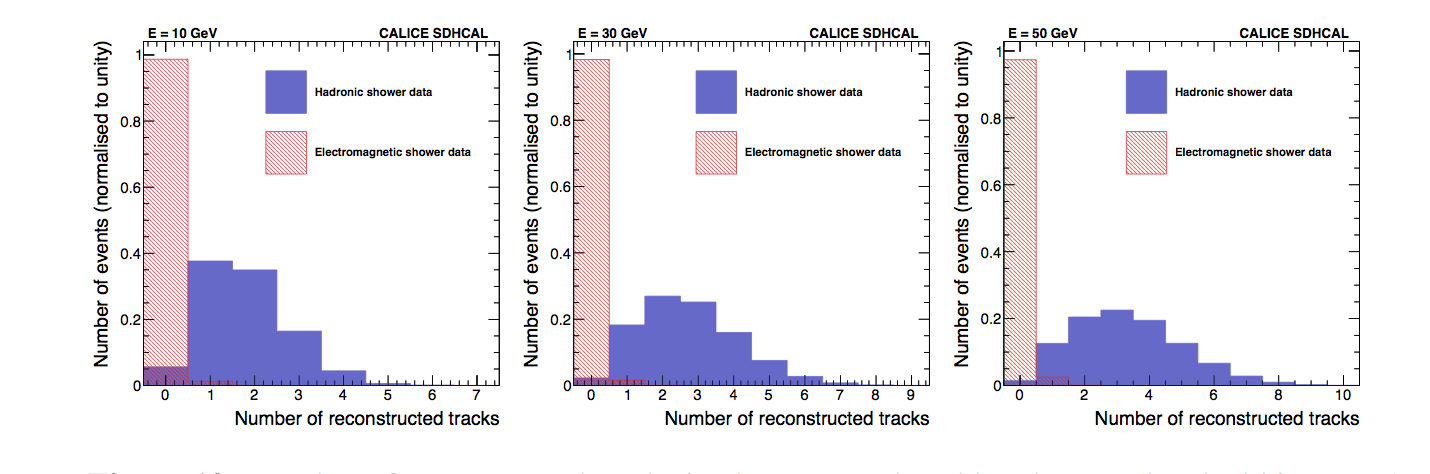 E = 10 GeV
CALICE SDHCAL
Number of events (normalised to unity)
1
0.8
0.6
0.4
0.2
0
Hadronic shower data
Electromagnetic shower data
0 1 2 3 4 5 6 7
Number of reconstructed tracks
E = 30 GeV
CALICE SDHCAL
Number of events (normalised to unity)
1
0.8
0.6
0.4
0.2
0
Hadronic shower data
Electromagnetic shower data
0 1 2 3 4 5 6 7 8 9
Number of reconstructed tracks
E = 50 GeV
CALICE SDHCAL
Number of events (normalised to unity)
1
0.8
0.6
0.4
0.2
0
Hadronic shower data
Electromagnetic shower data
0 2 4 6 8 10
Number of reconstructed tracks